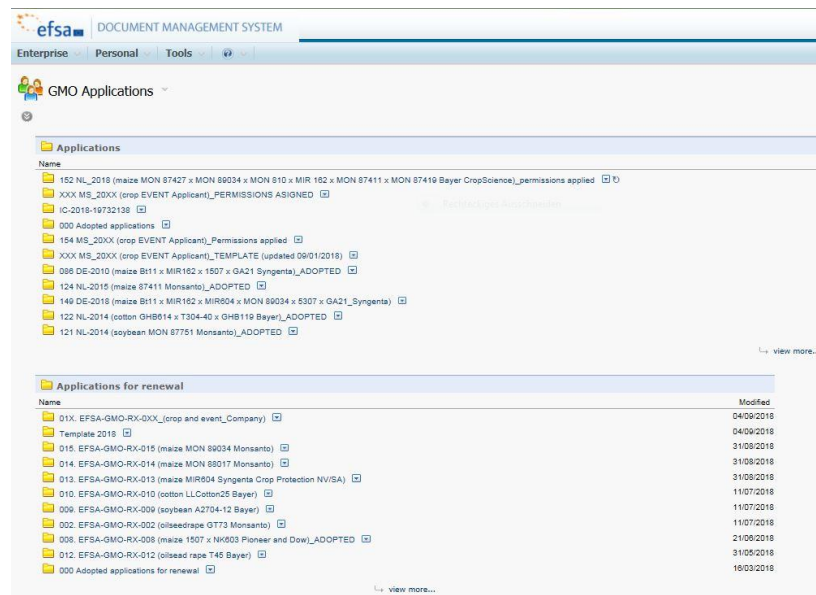 efsa DOCUMENT MANAGEMENT SYSTEM
Enterprise Personal Tools
GMO Applications
Applications
Name
152 NL_2018 (maize MON 87427 x MON 89034 x MON 810 x MIR 162 x MON 87411 x MON 87419 Bayer CropScience)_permissions applied
XXX MS_20XX (crop EVENT Applicant)_PERMISSIONS ASIGNED
IC-2018-19732138
000 Adopted applications
154 MS_20XX (crop EVENT Applicant)_Permissions applied
XXX MS_20XX (crop EVENT Applicant)_TEMPLATE (updated 09/01/2018)
086 DE-2010 (maize Bt11 x MIR162 x 1507 x GA21 Syngenta)_ADOPTED
124 NL-2015 (maize 87411 Monsanto)_ADOPTED
149 DE-2018 (maize Bt11 x MIR162 x MIR604 x MON 89034 x 5307 x GA21_Syngenta)
122 NL-2014 (cotton GHB614 x T304-40 x GHB119 Bayer)_ADOPTED
121 NL-2014 (soybean MON 87751 Monsanto)_ADOPTED
view more...
Applications for renewal
Name Modified
01X. EFSA-GMO-RX-0XX_(crop and event_Company) 04/09/2018
Template 2018 04/09/2018
015. EFSA-GMO-RX-015 (maize MON 89034 Monsanto) 31/08/2018
014. EFSA-GMO-RX-014 (maize MON 88017 Monsanto) 31/08/2018
013. EFSA-GMO-RX-013 (maize MIR604 Syngenta Crop Protection NV/SA) 31/08/2018
010. EFSA-GMO-RX-010 (cotton LLCotton25 Bayer) 11/07/2018
009. EFSA-GMO-RX-009 (soybean A2704-12 Bayer) 11/07/2018
002. EFSA-GMO-RX-002 (oilseedrape GT73 Monsanto) 11/07/2018
008. EFSA-GMO-RX-008 (maize 1507 x NK603 Pioneer and Dow)_ADOPTED 21/06/2018
012. EFSA-GMO-RX-012 (oilsead rape T45 Bayer) 31/05/2018
000 Adopted applications for renewal 16/03/2018
view more...